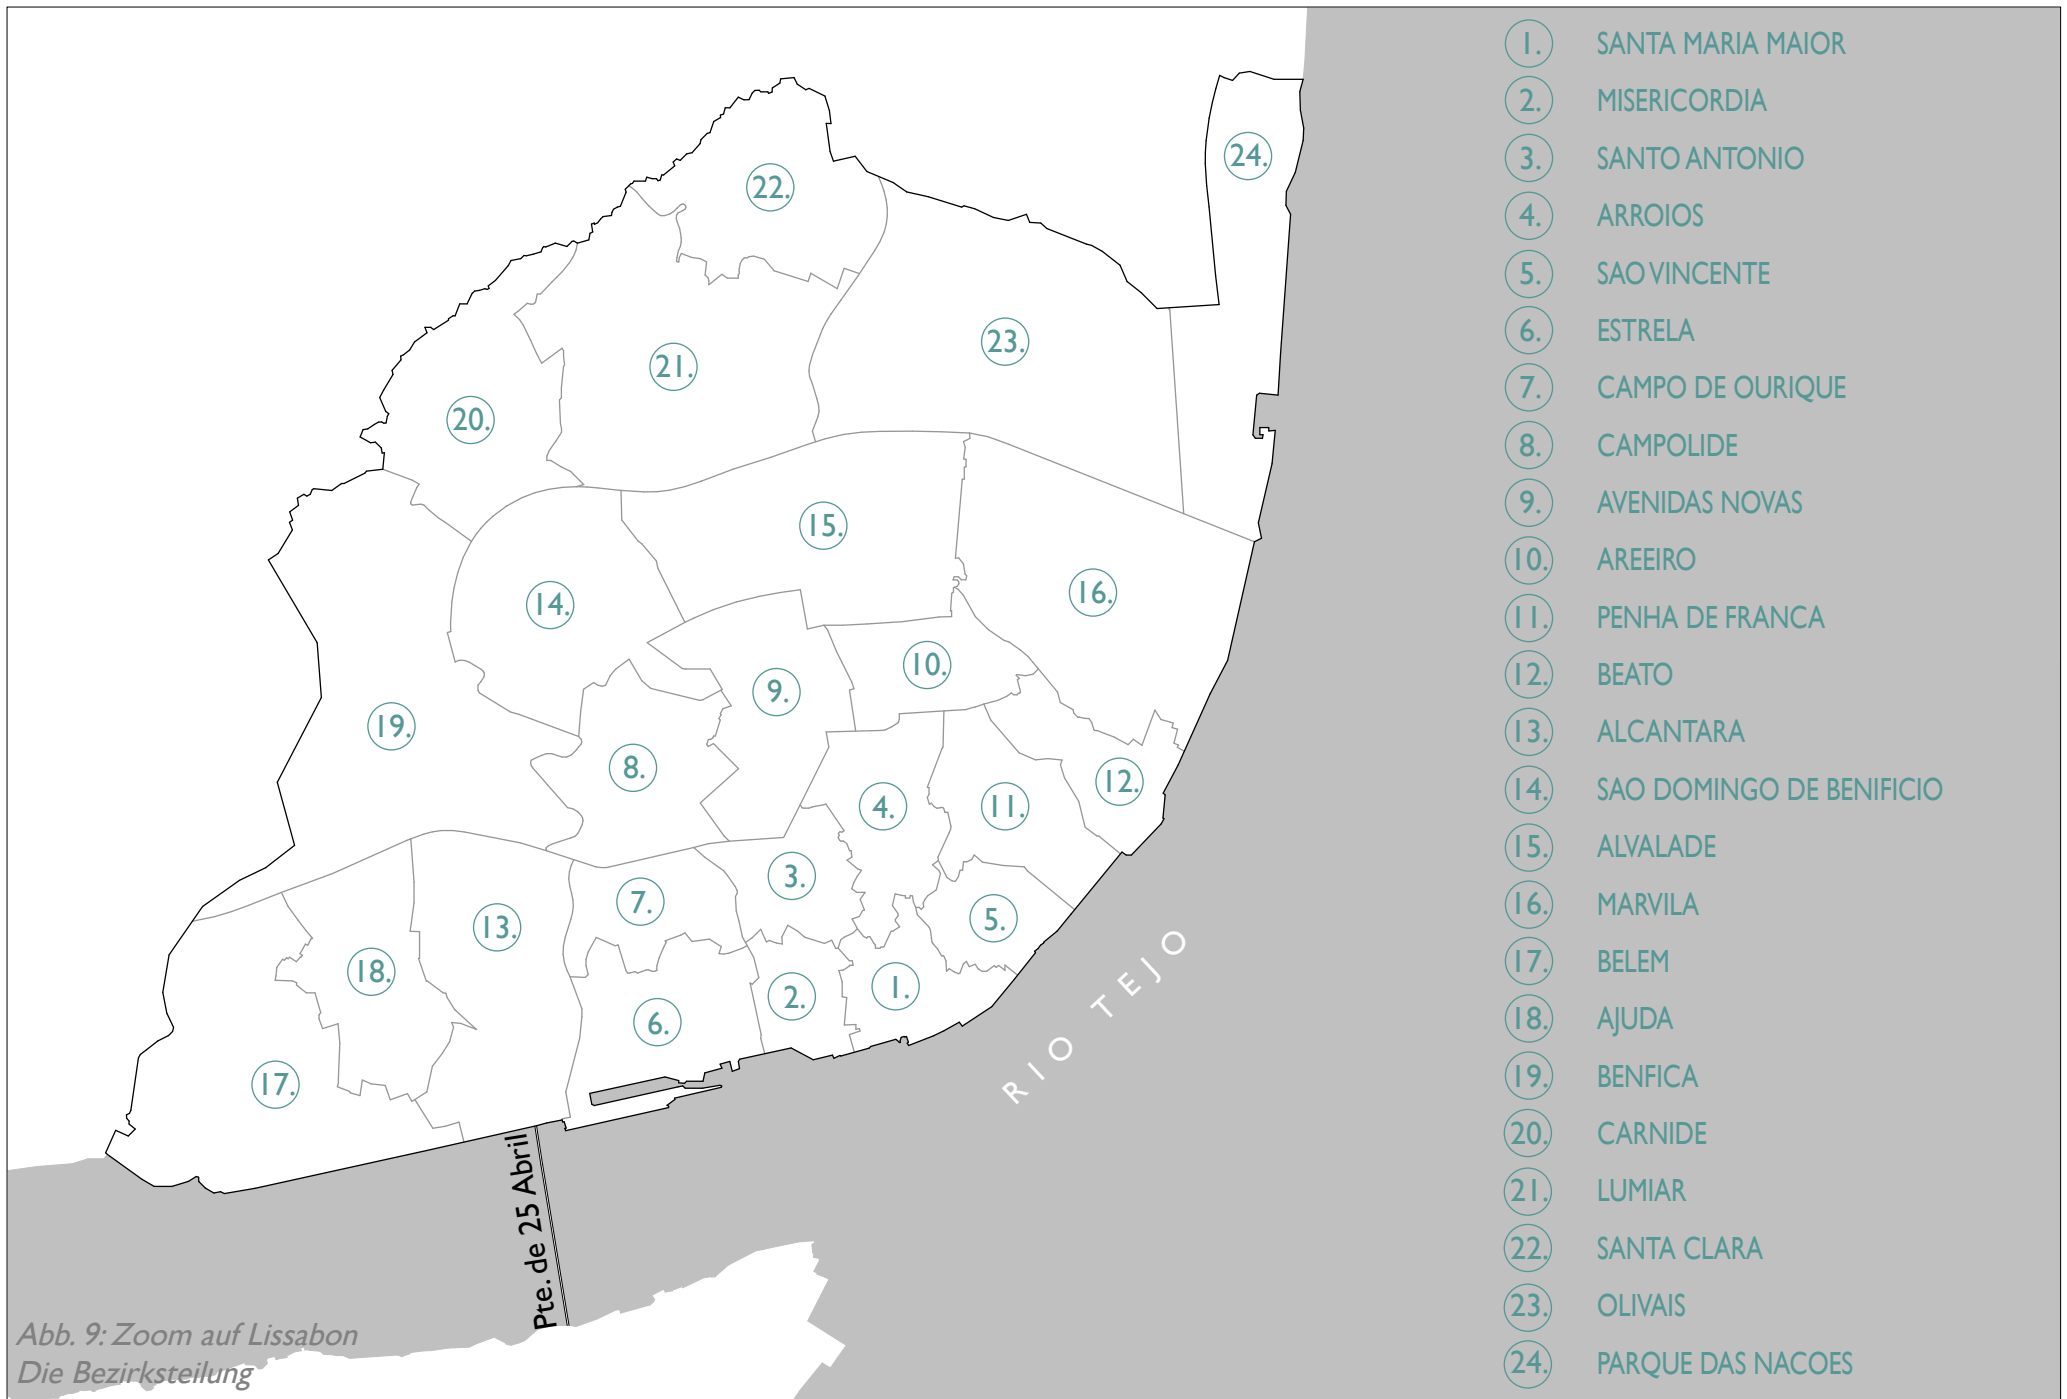 22.
24.
23.
21.
20.
15.
14.
16.
10.
9.
19.
8.
12.
4.
11.
3.
7.
5.
13.
18.
1.
2.
6.
17.
RIO TEJO
Pte. de 25 Abril
Abb. 9: Zoom auf Lissabon
Die Bezirksteilung
1. SANTA MARIA MAIOR
2. MISERICORDIA
3. SANTO ANTONIO
4. ARROIOS
5. SAO VINCENTE
6. ESTRELA
7. CAMPO DE OURIQUE
8. CAMPOLIDE
9. AVENIDAS NOVAS
10. AREEIRO
11. PENHA DE FRANCA
12. BEATO
13. ALCANTARA
14. SAO DOMINGO DE BENIFICIO
15. ALVALADE
16. MARVILA
17. BELEM
18. AJUDA
19. BENFICA
20. CARNIDE
21. LUMIAR
22. SANTA CLARA
23. OLIVAIS
24. PARQUE DAS NACOES